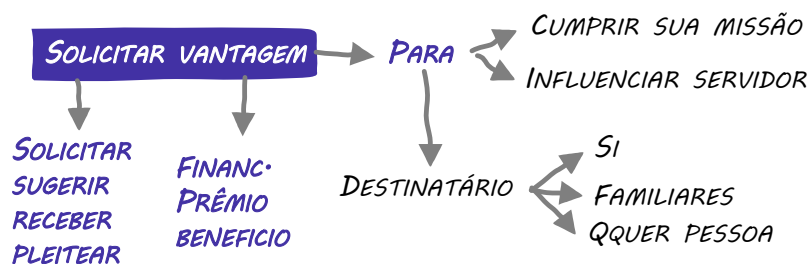 Solicitar vantagem
Para
Cumprir sua missão
Influenciar servidor
Solicitar
sugerir
receber
pleitear
Financ.
Prêmio
beneficio
Destinatário
Si
Familiares
Qquer pessoa